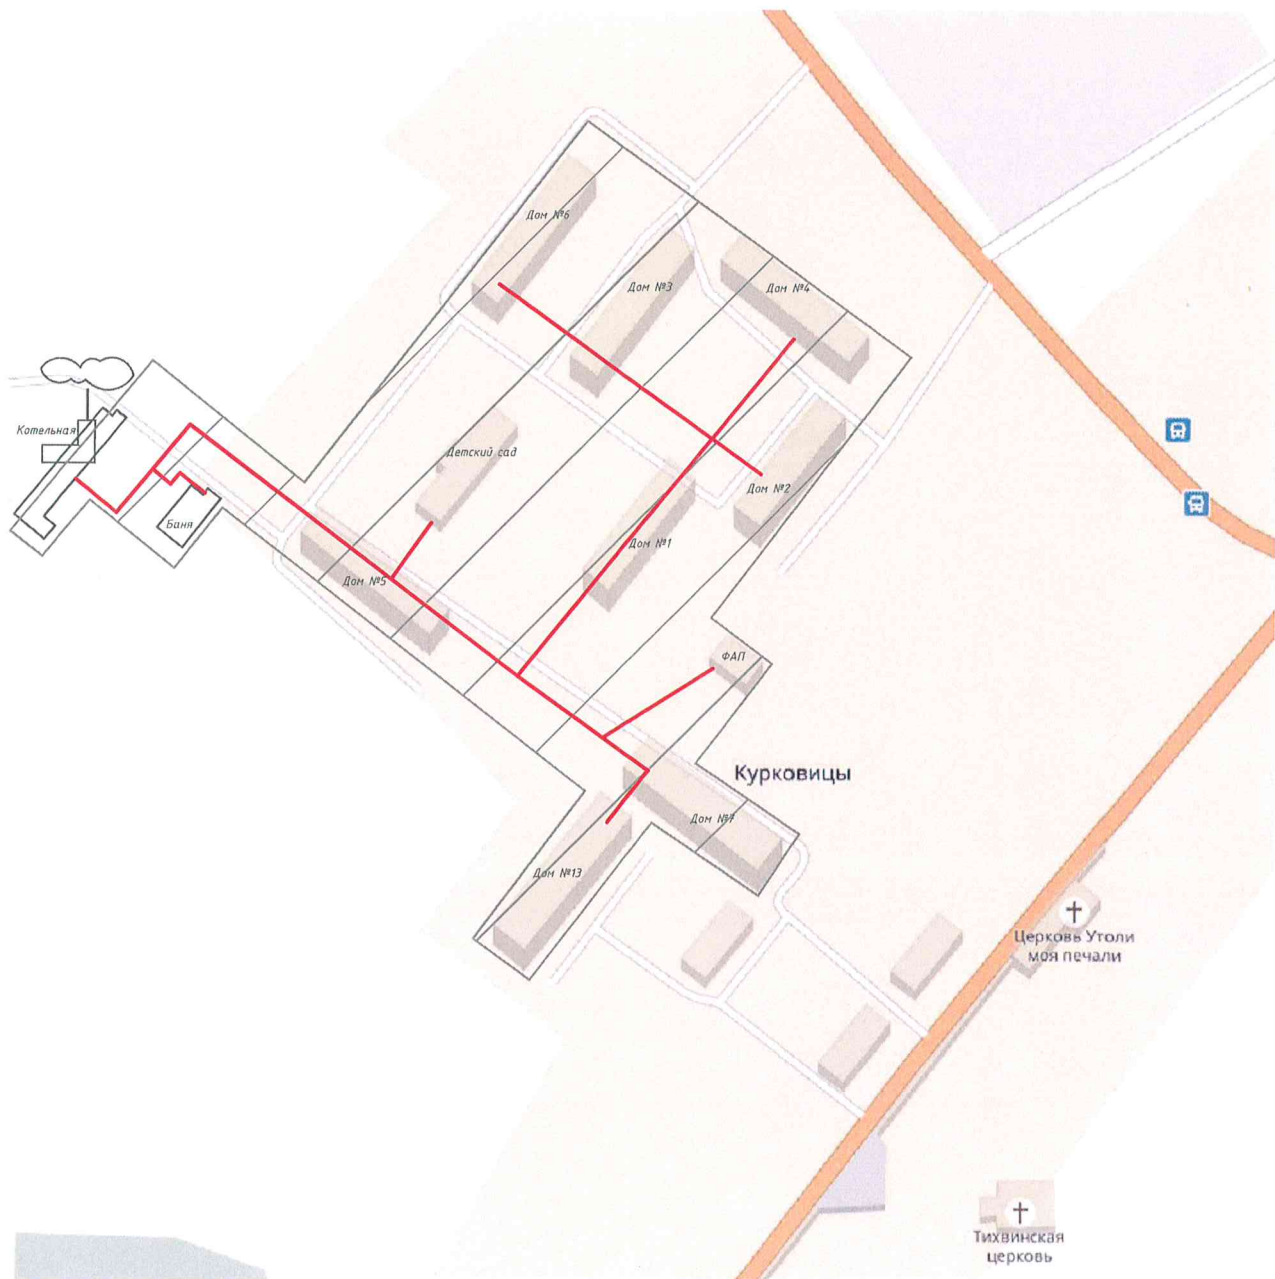 Дом №6
Дом №3
Дом №4
Котельная
Детский сад
Дом №2
Баня
Дом №1
Дом №5
ФАП
Курковицы
Дом №7
Дом №13
Церковь Утоли
моя печали
Тихвинская
церковь